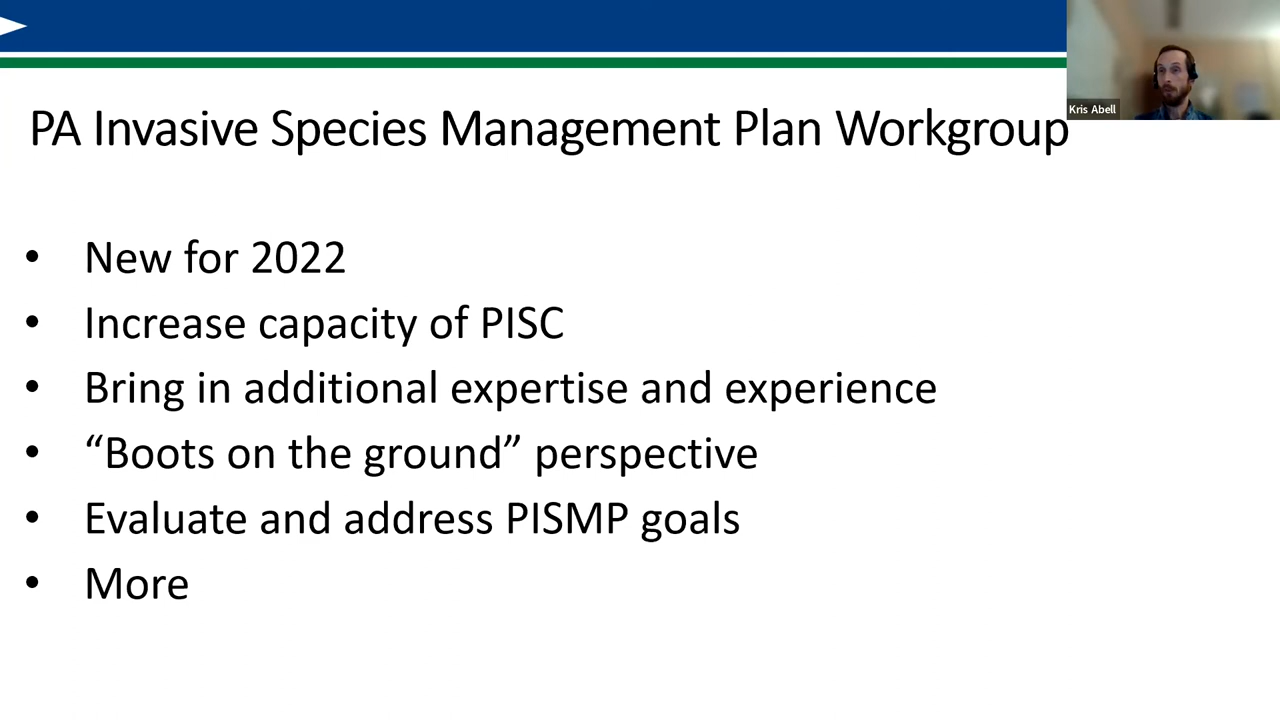 Kris Abell
PA Invasive Species Management Plan Workgroup
• New for 2022
• Increase capacity of PISC
• Bring in additional expertise and experience
• “Boots on the ground” perspective
• Evaluate and address PISMP goals
• More